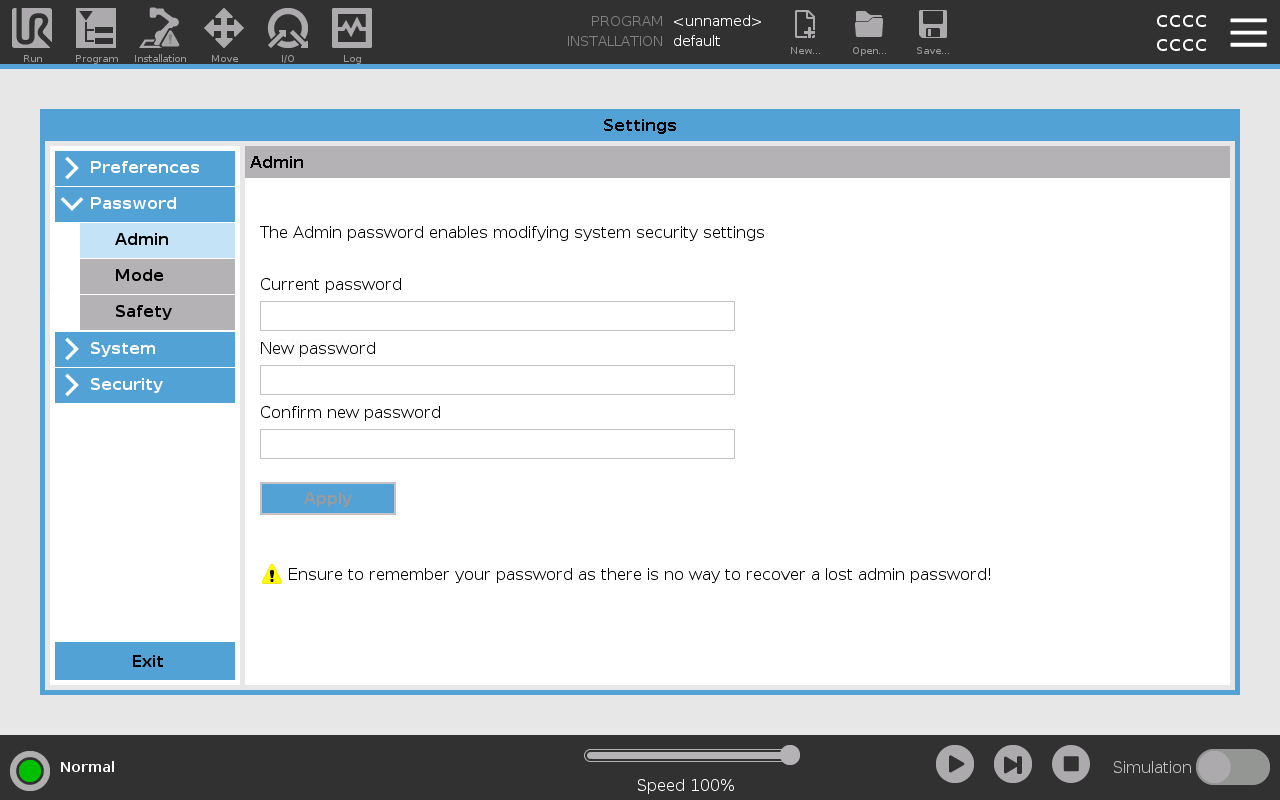 PROGRAM <unnamed>
INSTALLATION default
CCCC
CCCC
Run Program Installation Move I/O Log New... Open... Save...
Settings
Preferences
Password
Admin
Mode
Safety
System
Security
Exit
Admin
The Admin password enables modifying system security settings
Current password
New password
Confirm new password
Apply
Ensure to remember your password as there is no way to recover a lost admin password!
Normal
Speed 100%
Simulation